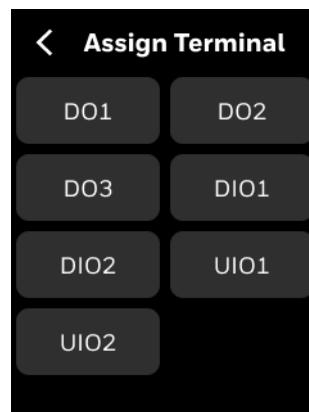 Assign Terminal
DO1 DO2
DO3 DIO1
DIO2 UIO1
UIO2